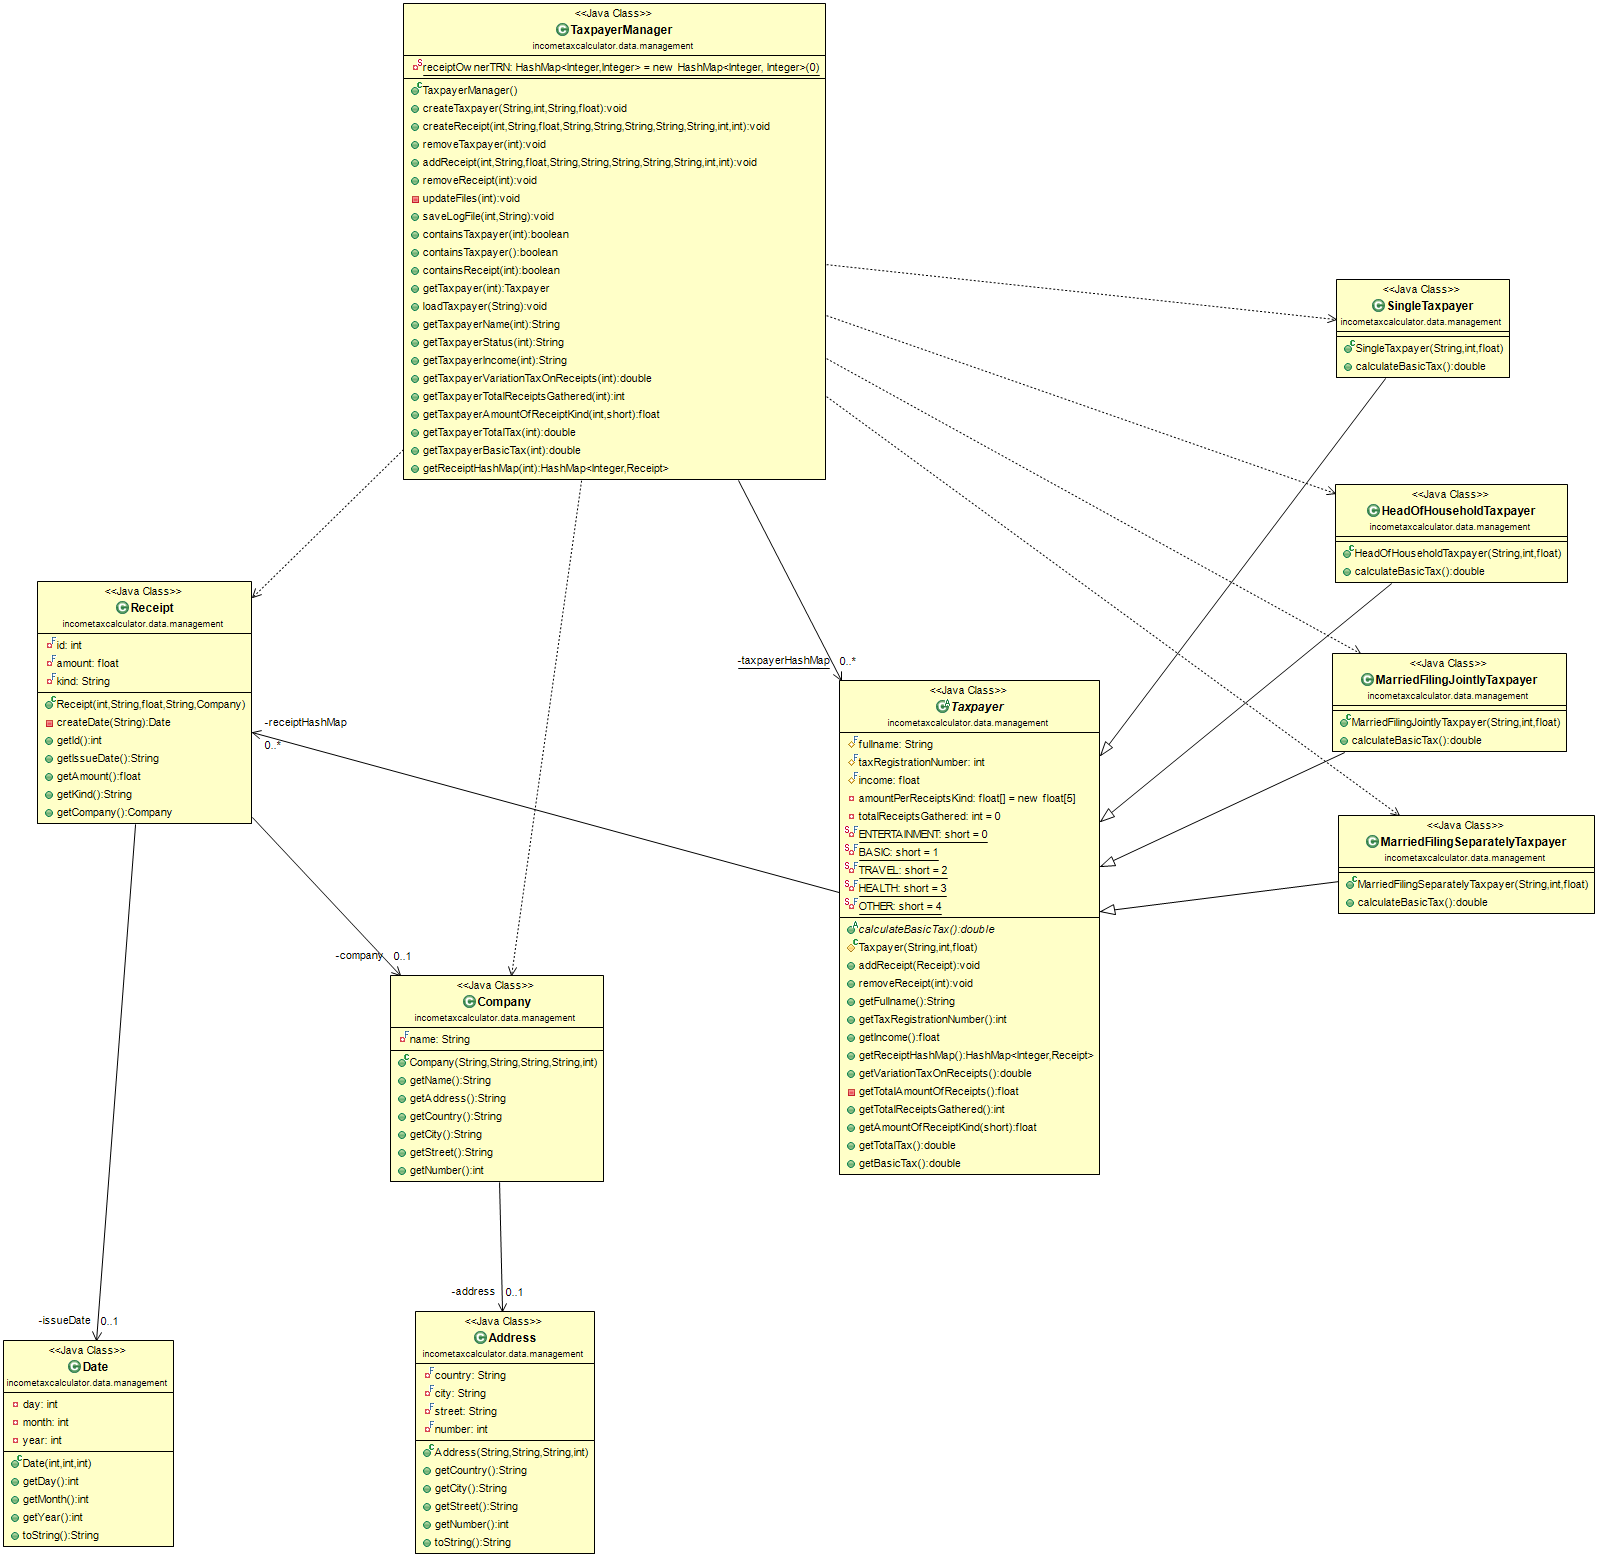 <<Java Class>>
TaxpayerManager
incometaxcalculator.data.management
receiptOwnerTRN: HashMap<Integer,Integer> = new HashMap<Integer, Integer>(0)
TaxpayerManager()
createTaxpayer(String,int,String,float):void
createReceipt(int,String,float,String,String,String,String,String,int,int):void
removeTaxpayer(int):void
addReceipt(int,String,float,String,String,String,String,String,int,int):void
removeReceipt(int):void
updateFiles(int):void
saveLogFile(int,String):void
containsTaxpayer(int):boolean
containsTaxpayer():boolean
containsReceipt(int):boolean
getTaxpayer(int):Taxpayer
loadTaxpayer(String):void
getTaxpayerName(int):String
getTaxpayerStatus(int):String
getTaxpayerIncome(int):String
getTaxpayerVariationTaxOnReceipts(int):double
getTaxpayerTotalReceiptsGathered(int):int
getTaxpayerAmountOfReceiptKind(int,short):float
getTaxpayerTotalTax(int):double
getTaxpayerBasicTax(int):double
getReceiptHashMap(int):HashMap<Integer,Receipt>
<<Java Class>>
SingleTaxpayer
incometaxcalculator.data.management
SingleTaxpayer(String,int,float)
calculateBasicTax():double
<<Java Class>>
HeadOfHouseholdTaxpayer
incometaxcalculator.data.management
HeadOfHouseholdTaxpayer(String,int,float)
calculateBasicTax():double
<<Java Class>>
MarriedFilingJointlyTaxpayer
incometaxcalculator.data.management
MarriedFilingJointlyTaxpayer(String,int,float)
calculateBasicTax():double
<<Java Class>>
MarriedFilingSeparatelyTaxpayer
incometaxcalculator.data.management
MarriedFilingSeparatelyTaxpayer(String,int,float)
calculateBasicTax():double
<<Java Class>>
Receipt
incometaxcalculator.data.management
id: int
amount: float
kind: String
Receipt(int,String,float,String,Company)
createDate(String):Date
getId():int
getIssueDate():String
getAmount():float
getKind():String
getCompany():Company
-receiptHashMap
0..*
-taxpayerHashMap 0..*
<<Java Class>>
Taxpayer
incometaxcalculator.data.management
fullname: String
taxRegistrationNumber: int
income: float
amountPerReceiptsKind: float[] = new float[5]
totalReceiptsGathered: int = 0
ENTERTAINMENT: short = 0
BASIC: short = 1
TRAVEL: short = 2
HEALTH: short = 3
OTHER: short = 4
calculateBasicTax():double
Taxpayer(String,int,float)
addReceipt(Receipt):void
removeReceipt(int):void
getFullname():String
getTaxRegistrationNumber():int
getIncome():float
getReceiptHashMap():HashMap<Integer,Receipt>
getVariationTaxOnReceipts():double
getTotalAmountOfReceipts():float
getTotalReceiptsGathered():int
getAmountOfReceiptKind(short):float
getTotalTax():double
getBasicTax():double
-company 0..1
<<Java Class>>
Company
incometaxcalculator.data.management
name: String
Company(String,String,String,String,int)
getName():String
getAddress():String
getCountry():String
getCity():String
getStreet():String
getNumber():int
-issueDate 0..1
<<Java Class>>
Date
incometaxcalculator.data.management
day: int
month: int
year: int
Date(int,int,int)
getDay():int
getMonth():int
getYear():int
toString():String
-address 0..1
<<Java Class>>
Address
incometaxcalculator.data.management
country: String
city: String
street: String
number: int
Address(String,String,String,int)
getCountry():String
getCity():String
getStreet():String
getNumber():int
toString():String